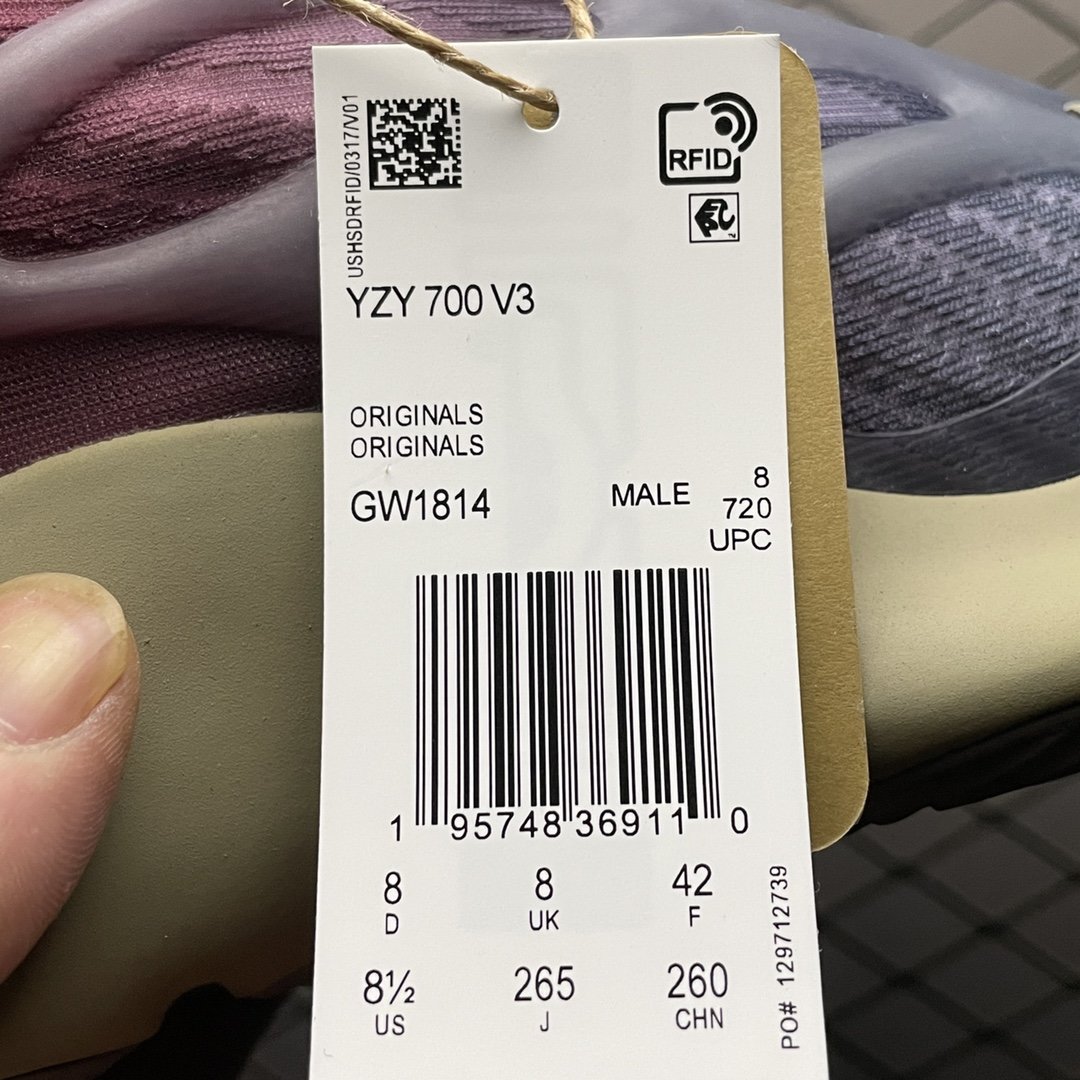 USHSDRFID/0317/V01
RFID
YZY 700 V3
ORIGINALS
ORIGINALS
GW1814
MALE
8
720
UPC
1 95748 36911 0
8 8 42
D UK F
8½ 265 260
US J CHN
PO# 129712739